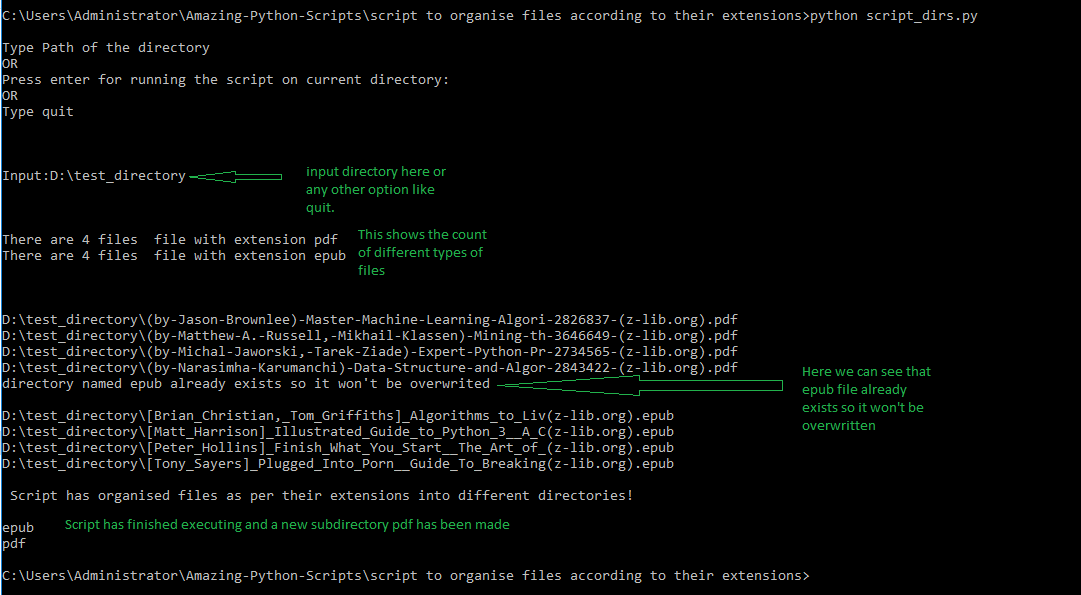 C:\Users\Administrator\Amazing-Python-Scripts\script to organise files according to their extensions>python script_dirs.py
Type Path of the directory
OR
Press enter for running the script on current directory:
OR
Type quit
Input:D:\test_directory
input directory here or
any other option like
quit.
There are 4 files  file with extension pdf
There are 4 files  file with extension epub
This shows the count
of different types of
files
D:\test_directory\(by-Jason-Brownlee)-Master-Machine-Learning-Algori-2826837-(z-lib.org).pdf
D:\test_directory\(by-Matthew-A.-Russell,-Mikhail-Klassen)-Mining-th-3646649-(z-lib.org).pdf
D:\test_directory\(by-Michal-Jaworski,-Tarek-Ziade)-Expert-Python-Pr-2734565-(z-lib.org).pdf
D:\test_directory\(by-Narasimha-Karumanchi)-Data-Structure-and-Algor-2843422-(z-lib.org).pdf
directory named epub already exists so it won't be overwrited
Here we can see that
epub file already
exists so it won't be
overwritten
D:\test_directory\[Brian_Christian,_Tom_Griffiths]_Algorithms_to_Liv(z-lib.org).epub
D:\test_directory\[Matt_Harrison]_Illustrated_Guide_to_Python_3__A_C(z-lib.org).epub
D:\test_directory\[Peter_Hollins]_Finish_What_You_Start__The_Art_of_(z-lib.org).epub
D:\test_directory\[Tony_Sayers]_Plugged_Into_Porn__Guide_To_Breaking(z-lib.org).epub
Script has organised files as per their extensions into different directories!
epub
Script has finished executing and a new subdirectory pdf has been made
pdf
C:\Users\Administrator\Amazing-Python-Scripts\script to organise files according to their extensions>